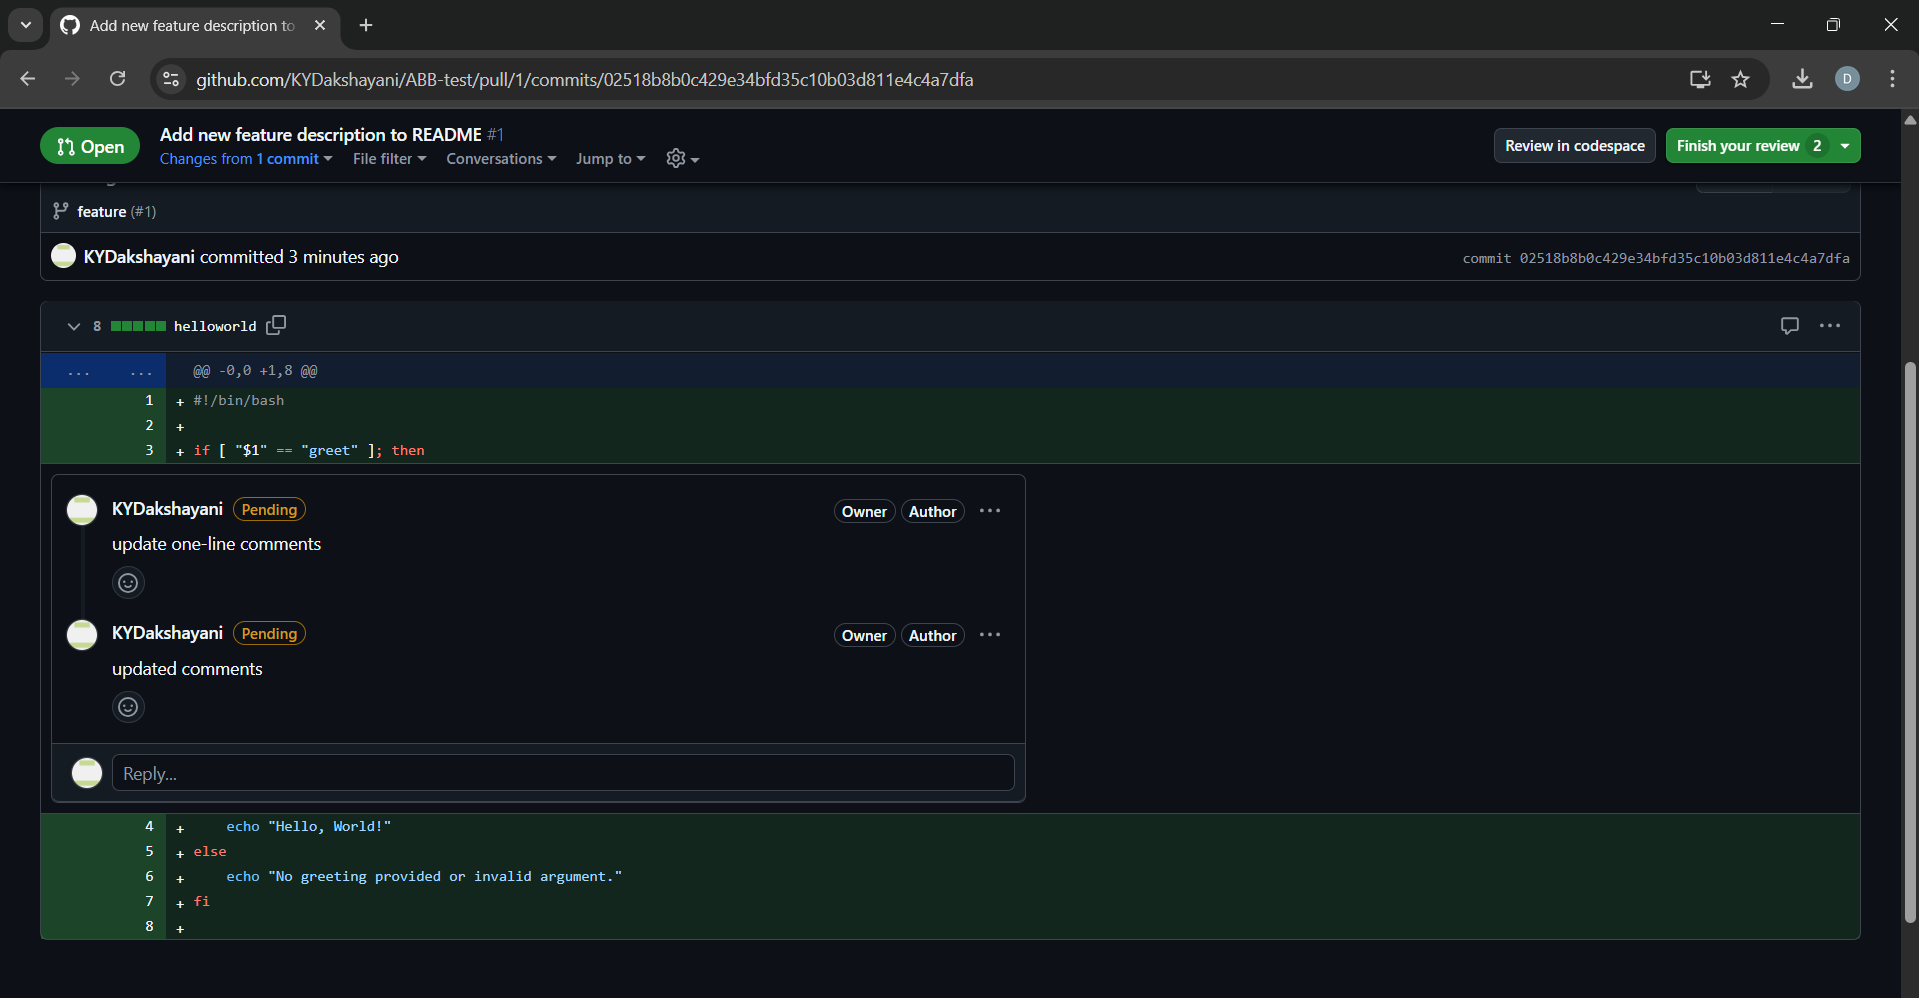 Add new feature description to
github.com/KYDakshayani/ABB-test/pull/1/commits/02518b8b0c429e34bfd35c10b03d811e4c4a7dfa
D
Open
Add new feature description to README #1
Changes from 1 commit File filter Conversations Jump to
Review in codespace
Finish your review 2
feature (#1)
KYDakshayani committed 3 minutes ago
commit 02518b8b0c429e34bfd35c10b03d811e4c4a7dfa
8 helloworld
... ... @@ -0,0 +1,8 @@
1 + #!/bin/bash
2 +
3 + if [ "$1" == "greet" ]; then
KYDakshayani Pending Owner Author
update one-line comments
KYDakshayani Pending Owner Author
updated comments
Reply...
4 + echo "Hello, World!"
5 + else
6 + echo "No greeting provided or invalid argument."
7 + fi
8 +